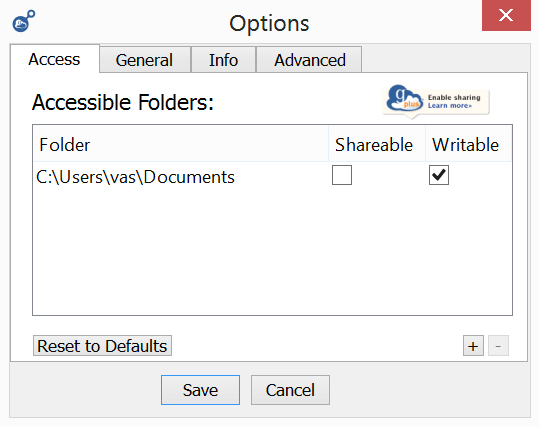 Options
Access General Info Advanced
Accessible Folders:
g plus Enable sharing
Learn more»
Folder Shareable Writable
C:\Users\vas\Documents
Reset to Defaults + -
Save Cancel